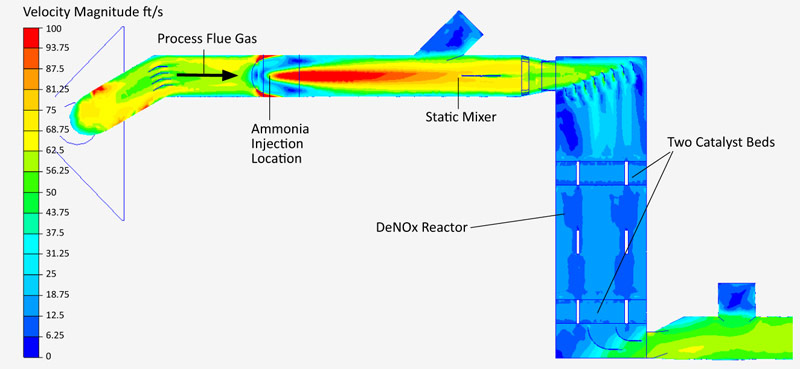 Velocity Magnitude ft/s
100
93.75
87.5
81.25
75
68.75
62.5
56.25
50
43.75
37.5
31.25
25
18.75
12.5
6.25
0
Process Flue Gas
Ammonia
Injection
Location
Static Mixer
Two Catalyst Beds
DeNOx Reactor